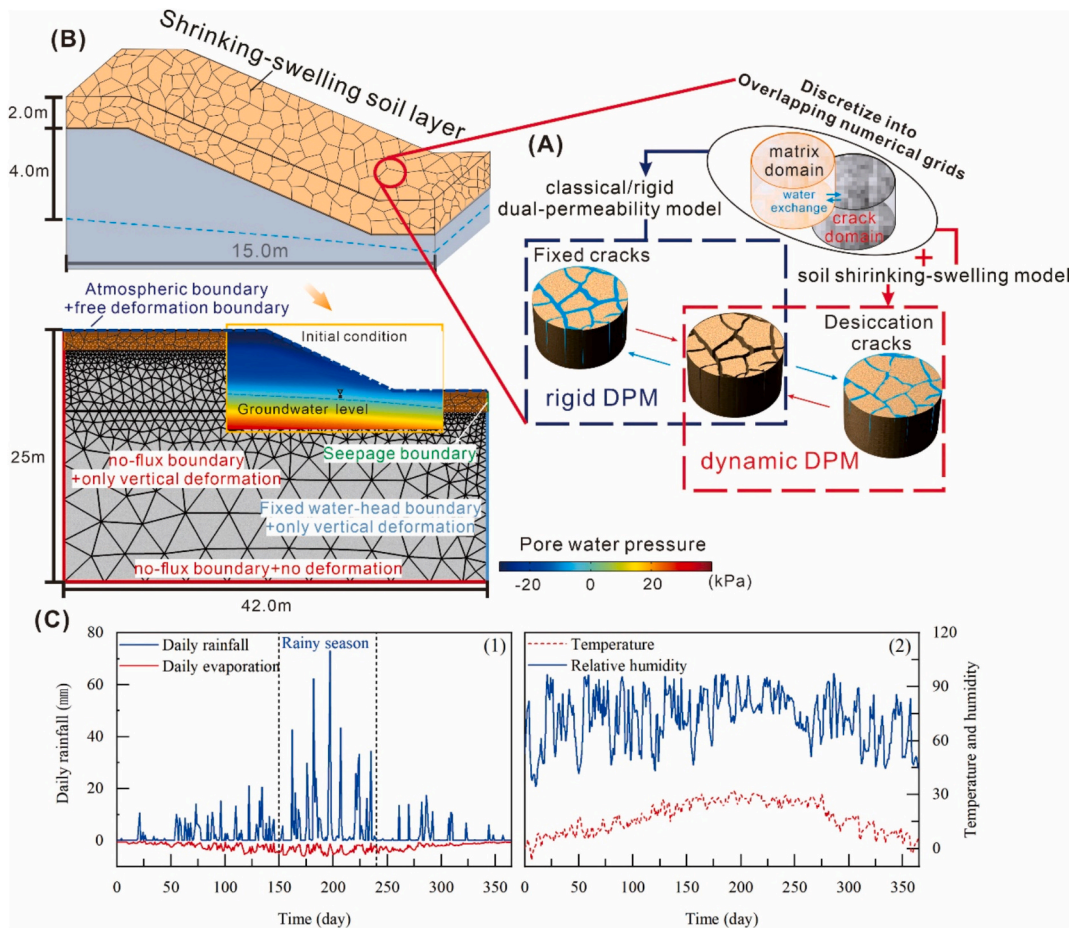 (B)
Shrinking-swelling soil layer
2.0m
4.0m
15.0m
Discretize into
Overlapping numerical grids
(A)
matrix
domain
water
exchange
crack
domain
classical/rigid
dual-permeability model
+
soil shirinking-swelling model
Fixed cracks
rigid DPM
Desiccation
cracks
dynamic DPM
Atmospheric boundary
+free deformation boundary
Initial condition
Groundwater level
Seepage boundary
25m
no-flux boundary
+only vertical deformation
Fixed water-head boundary
+only vertical deformation
no-flux boundary+no deformation
42.0m
Pore water pressure
-20 0 20 (kPa)
(C)
80
60
40
20
0
Daily rainfall (mm)
Daily rainfall
Daily evaporation
Rainy season
(1)
0 50 100 150 200 250 300 350
Time (day)
Temperature
Relative humidity
(2)
120
90
60
30
0
Temperature and humidity
0 50 100 150 200 250 300 350
Time (day)